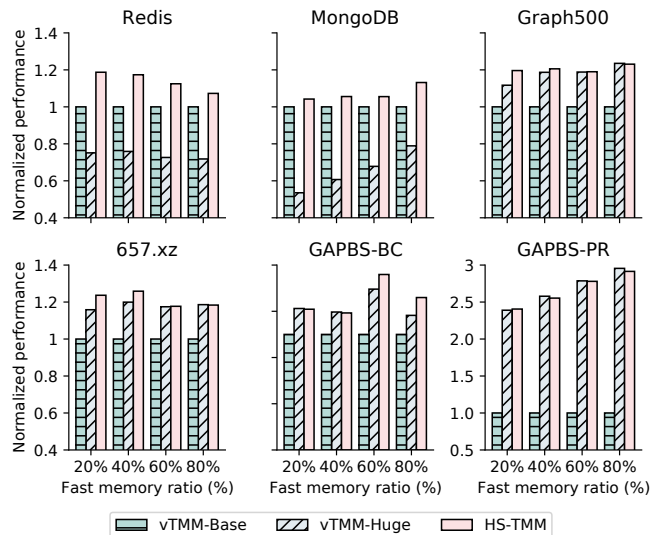 Redis MongoDB Graph500
Normalized performance
1.4
1.2
1
0.8
0.6
0.4
657.xz GAPBS-BC GAPBS-PR
Normalized performance
1.4
1.2
1
0.8
0.6
0.4
3
2.5
2.0
1.5
1.0
0.5
20% 40% 60% 80% 20% 40% 60% 80% 20% 40% 60% 80%
Fast memory ratio (%) Fast memory ratio (%) Fast memory ratio (%)
vTMM-Base vTMM-Huge HS-TMM